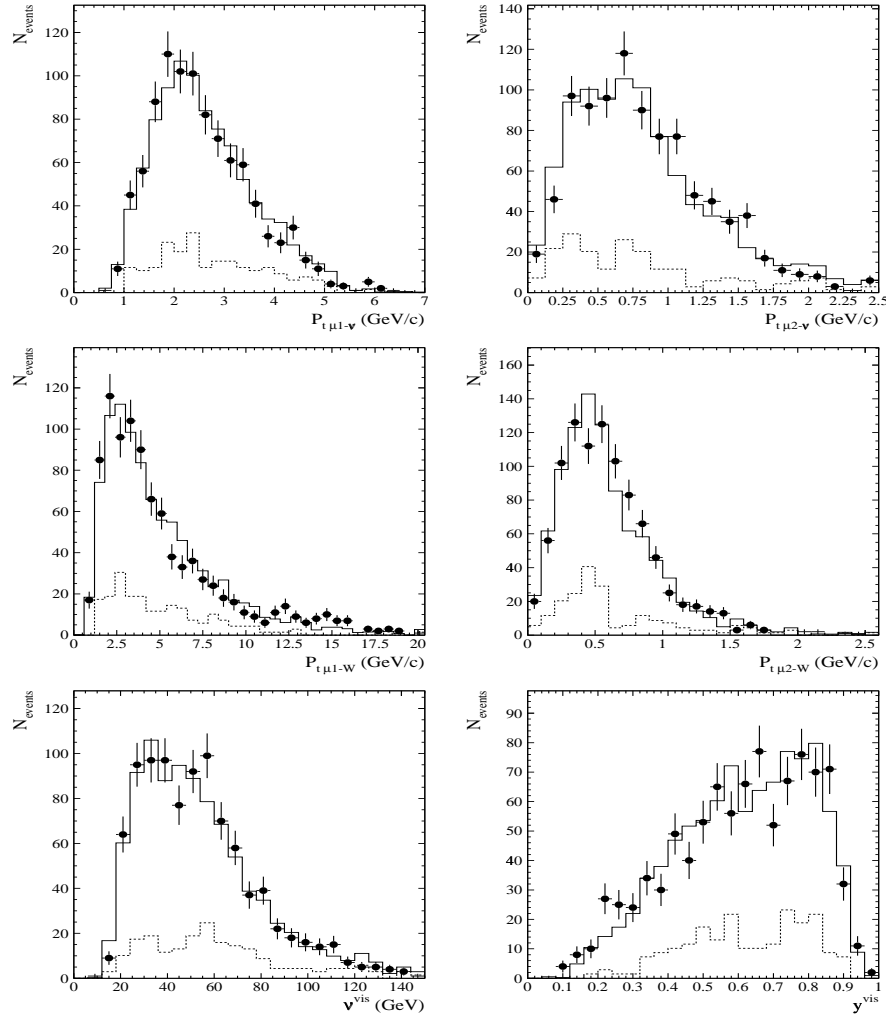 N_events
120
100
80
60
40
20
0
0 1 2 3 4 5 6 7
P_t μ1-ν (GeV/c)
N_events
140
120
100
80
60
40
20
0
0 0.25 0.5 0.75 1 1.25 1.5 1.75 2 2.25 2.5
P_t μ2-ν (GeV/c)
N_events
120
100
80
60
40
20
0
0 2.5 5 7.5 10 12.5 15 17.5 20
P_t μ1-W (GeV/c)
N_events
160
140
120
100
80
60
40
20
0
0 0.5 1 1.5 2 2.5
P_t μ2-W (GeV/c)
N_events
120
100
80
60
40
20
0
20 40 60 80 100 120 140
ν^vis (GeV)
N_events
90
80
70
60
50
40
30
20
10
0
0 0.1 0.2 0.3 0.4 0.5 0.6 0.7 0.8 0.9 1
y^vis